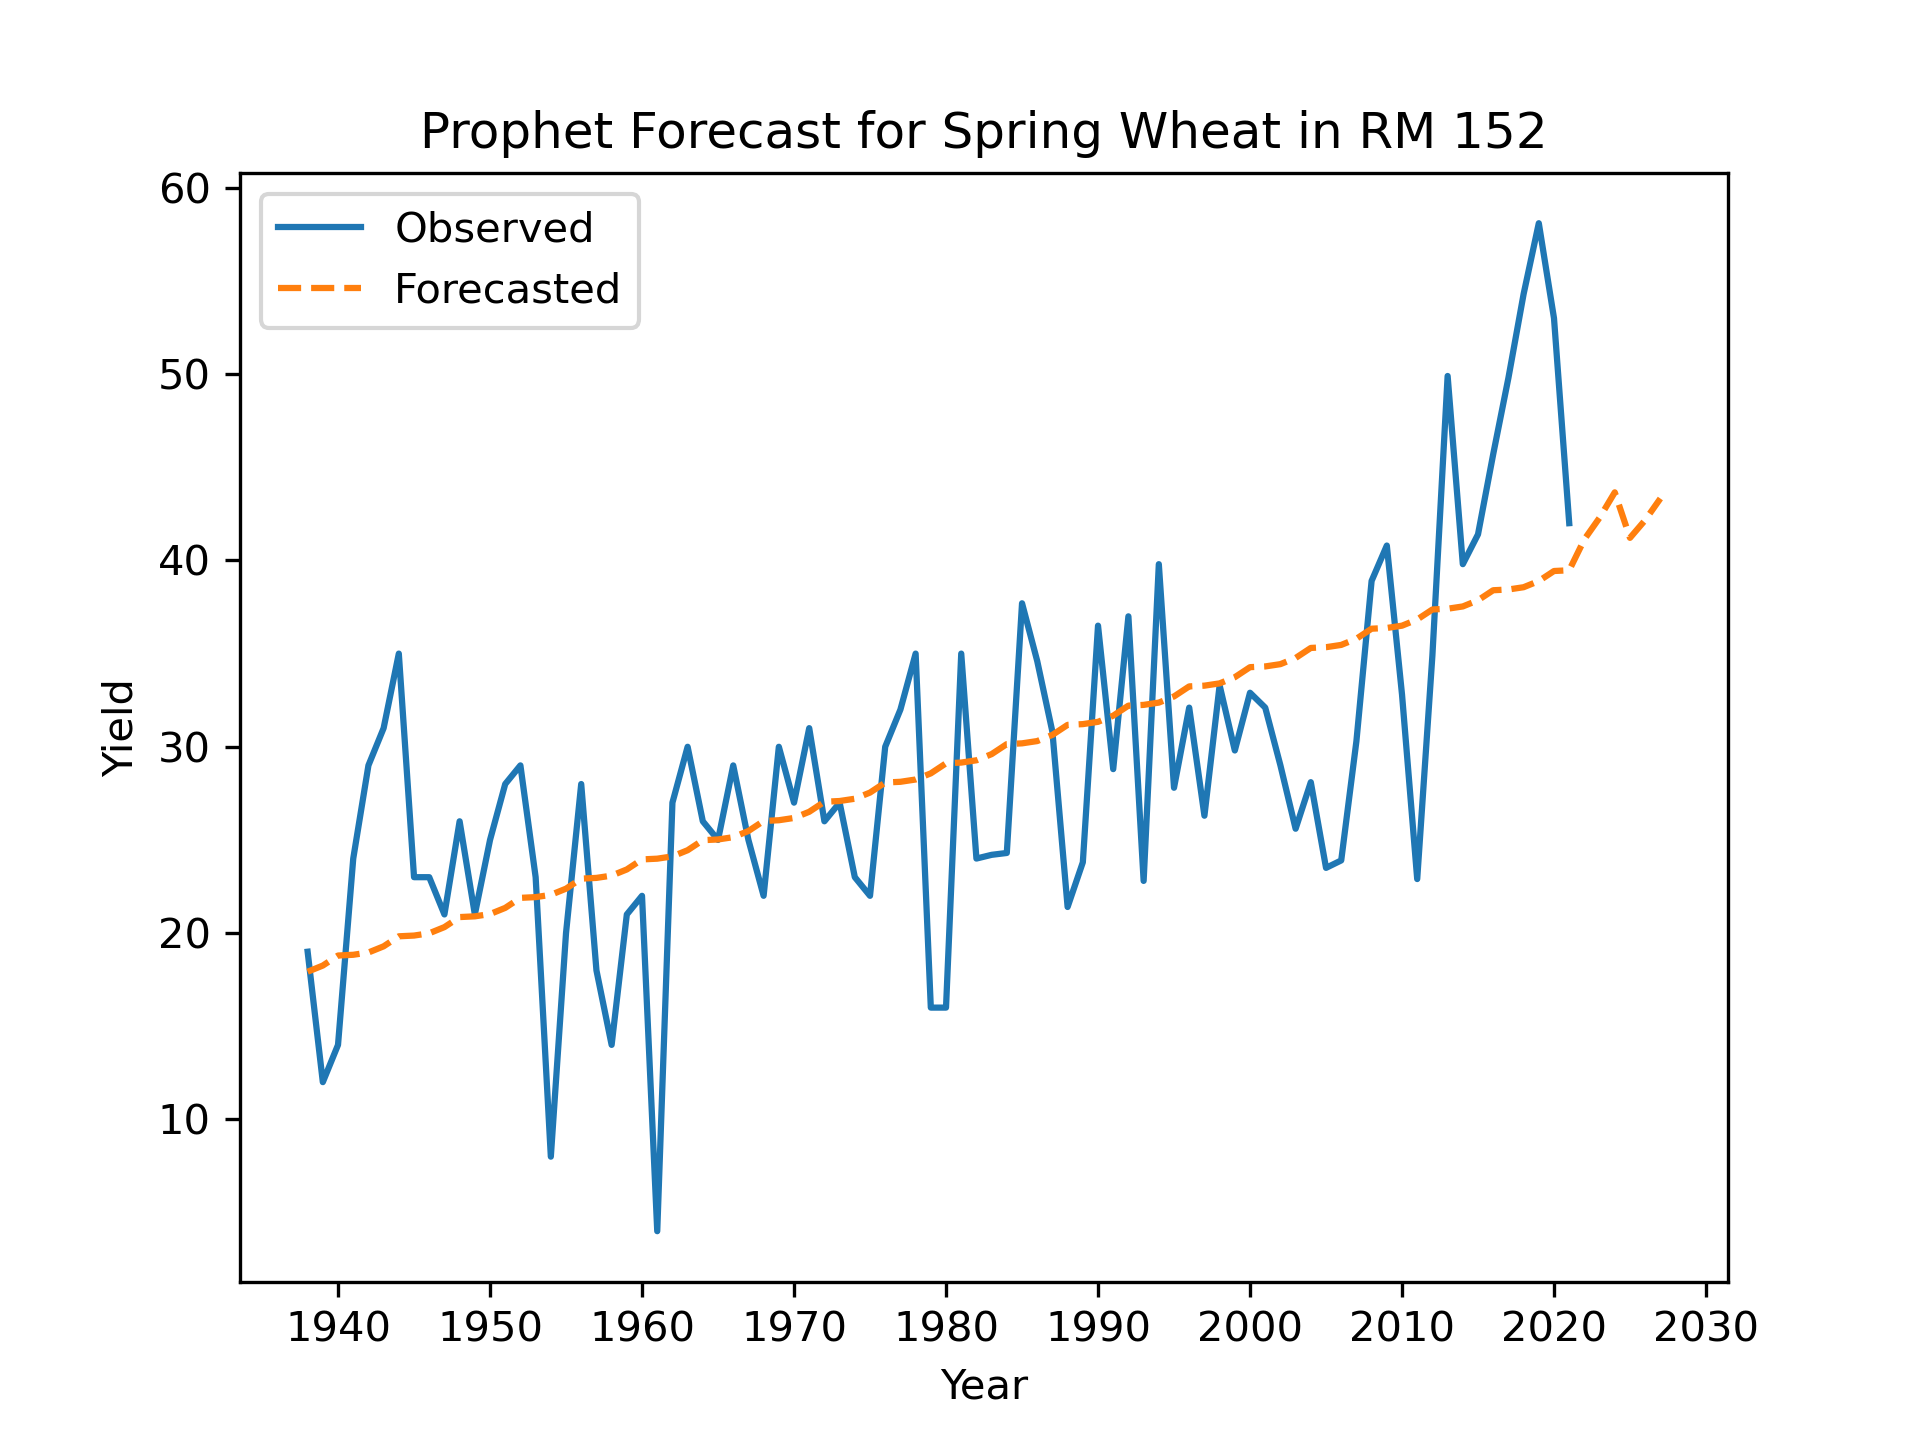 Prophet Forecast for Spring Wheat in RM 152
60
50
40
30
20
10
Yield
Observed
Forecasted
1940 1950 1960 1970 1980 1990 2000 2010 2020 2030
Year